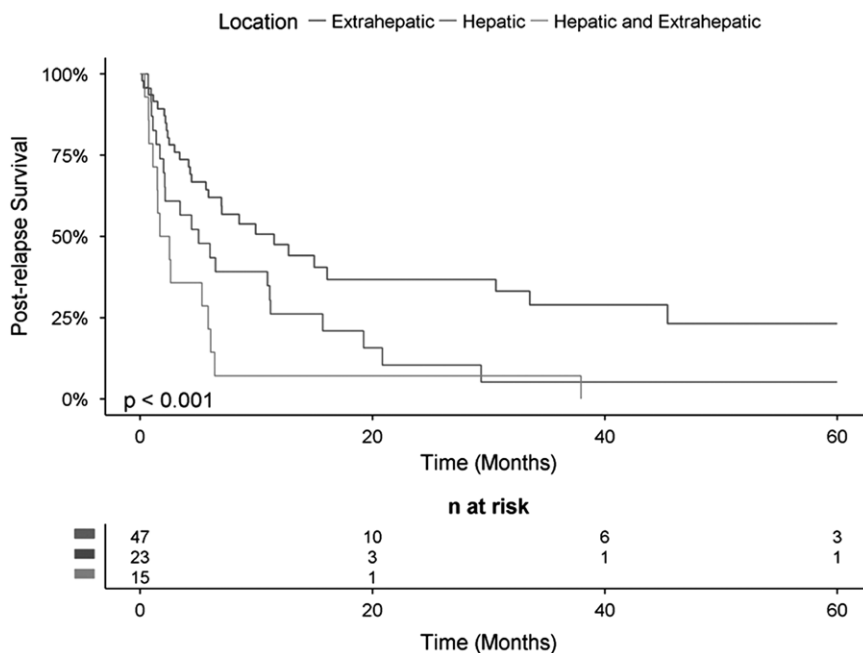 Location Extrahepatic Hepatic Hepatic and Extrahepatic
100%
75%
50%
25%
0%
Post-relapse Survival
p < 0.001
0 20 40 60
Time (Months)
n at risk
47 10 6 3
23 3 1 1
15 1
0 20 40 60
Time (Months)